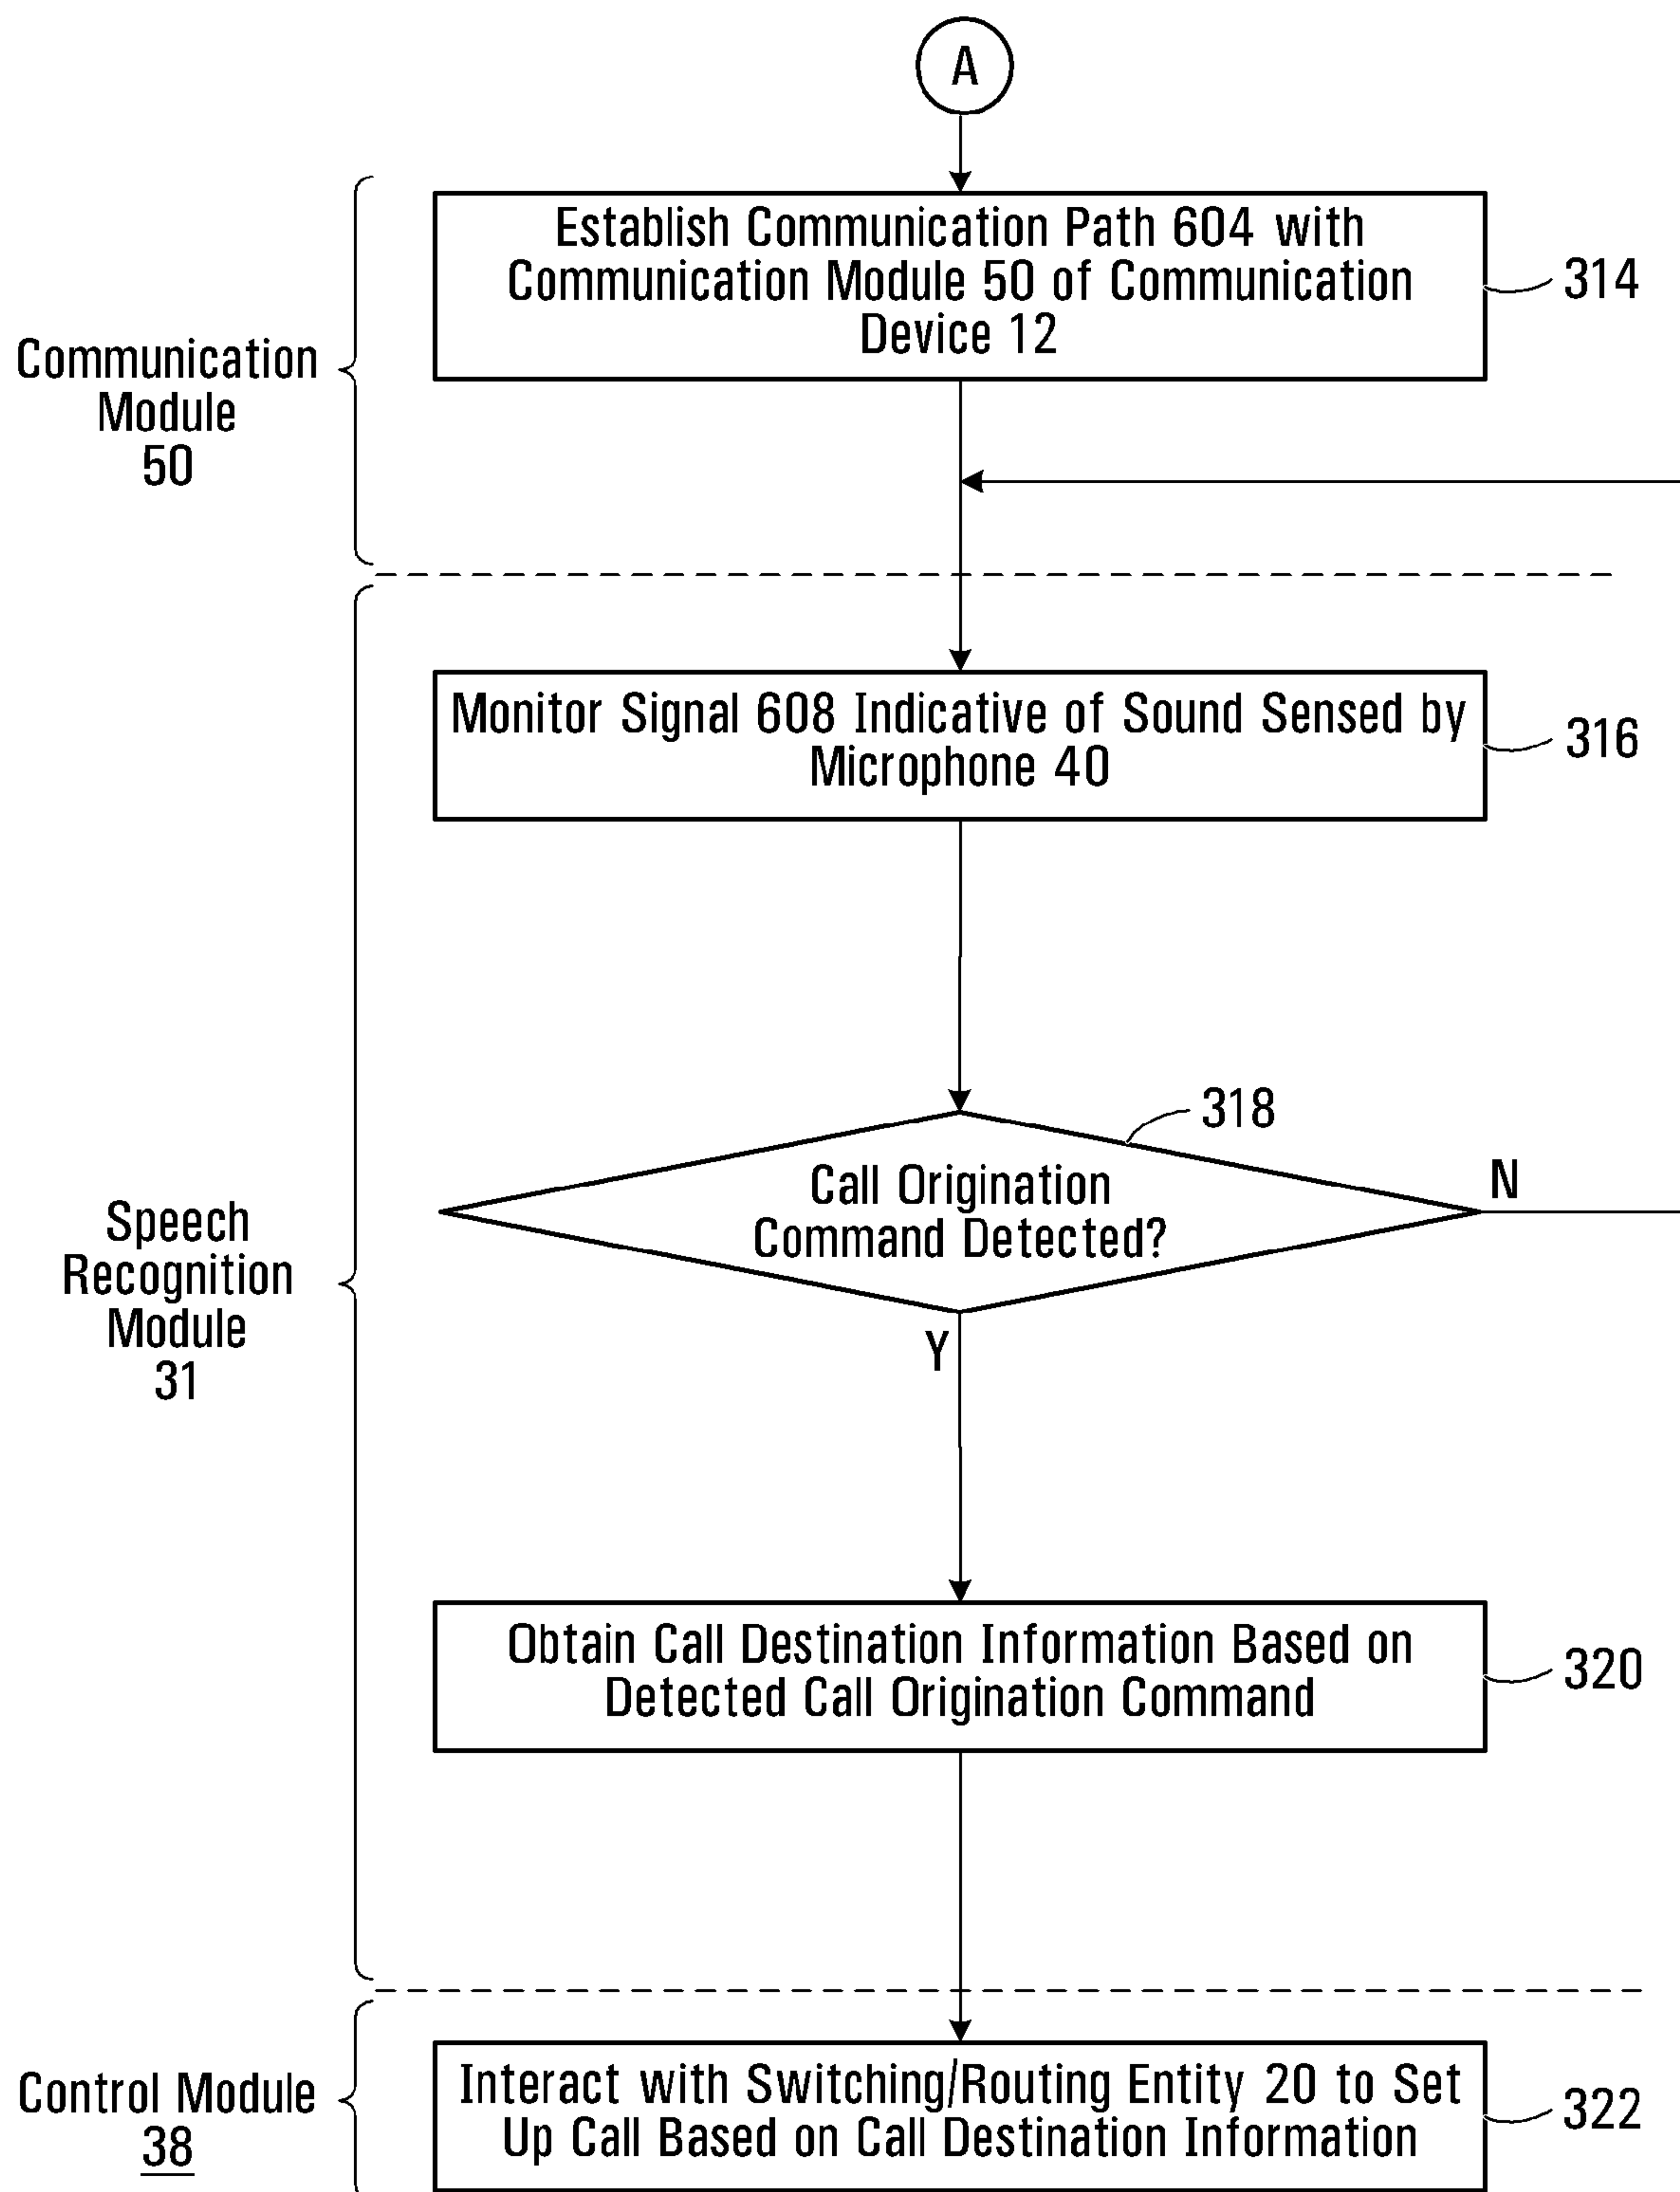 A
Establish Communication Path 604 with
Communication Module 50 of Communication
Device 12
314
Communication
Module
50
Monitor Signal 608 Indicative of Sound Sensed by
Microphone 40
316
318
Call Origination
Command Detected?
N
Y
Speech
Recognition
Module
31
Obtain Call Destination Information Based on
Detected Call Origination Command
320
Control Module
38
Interact with Switching/Routing Entity 20 to Set
Up Call Based on Call Destination Information
322